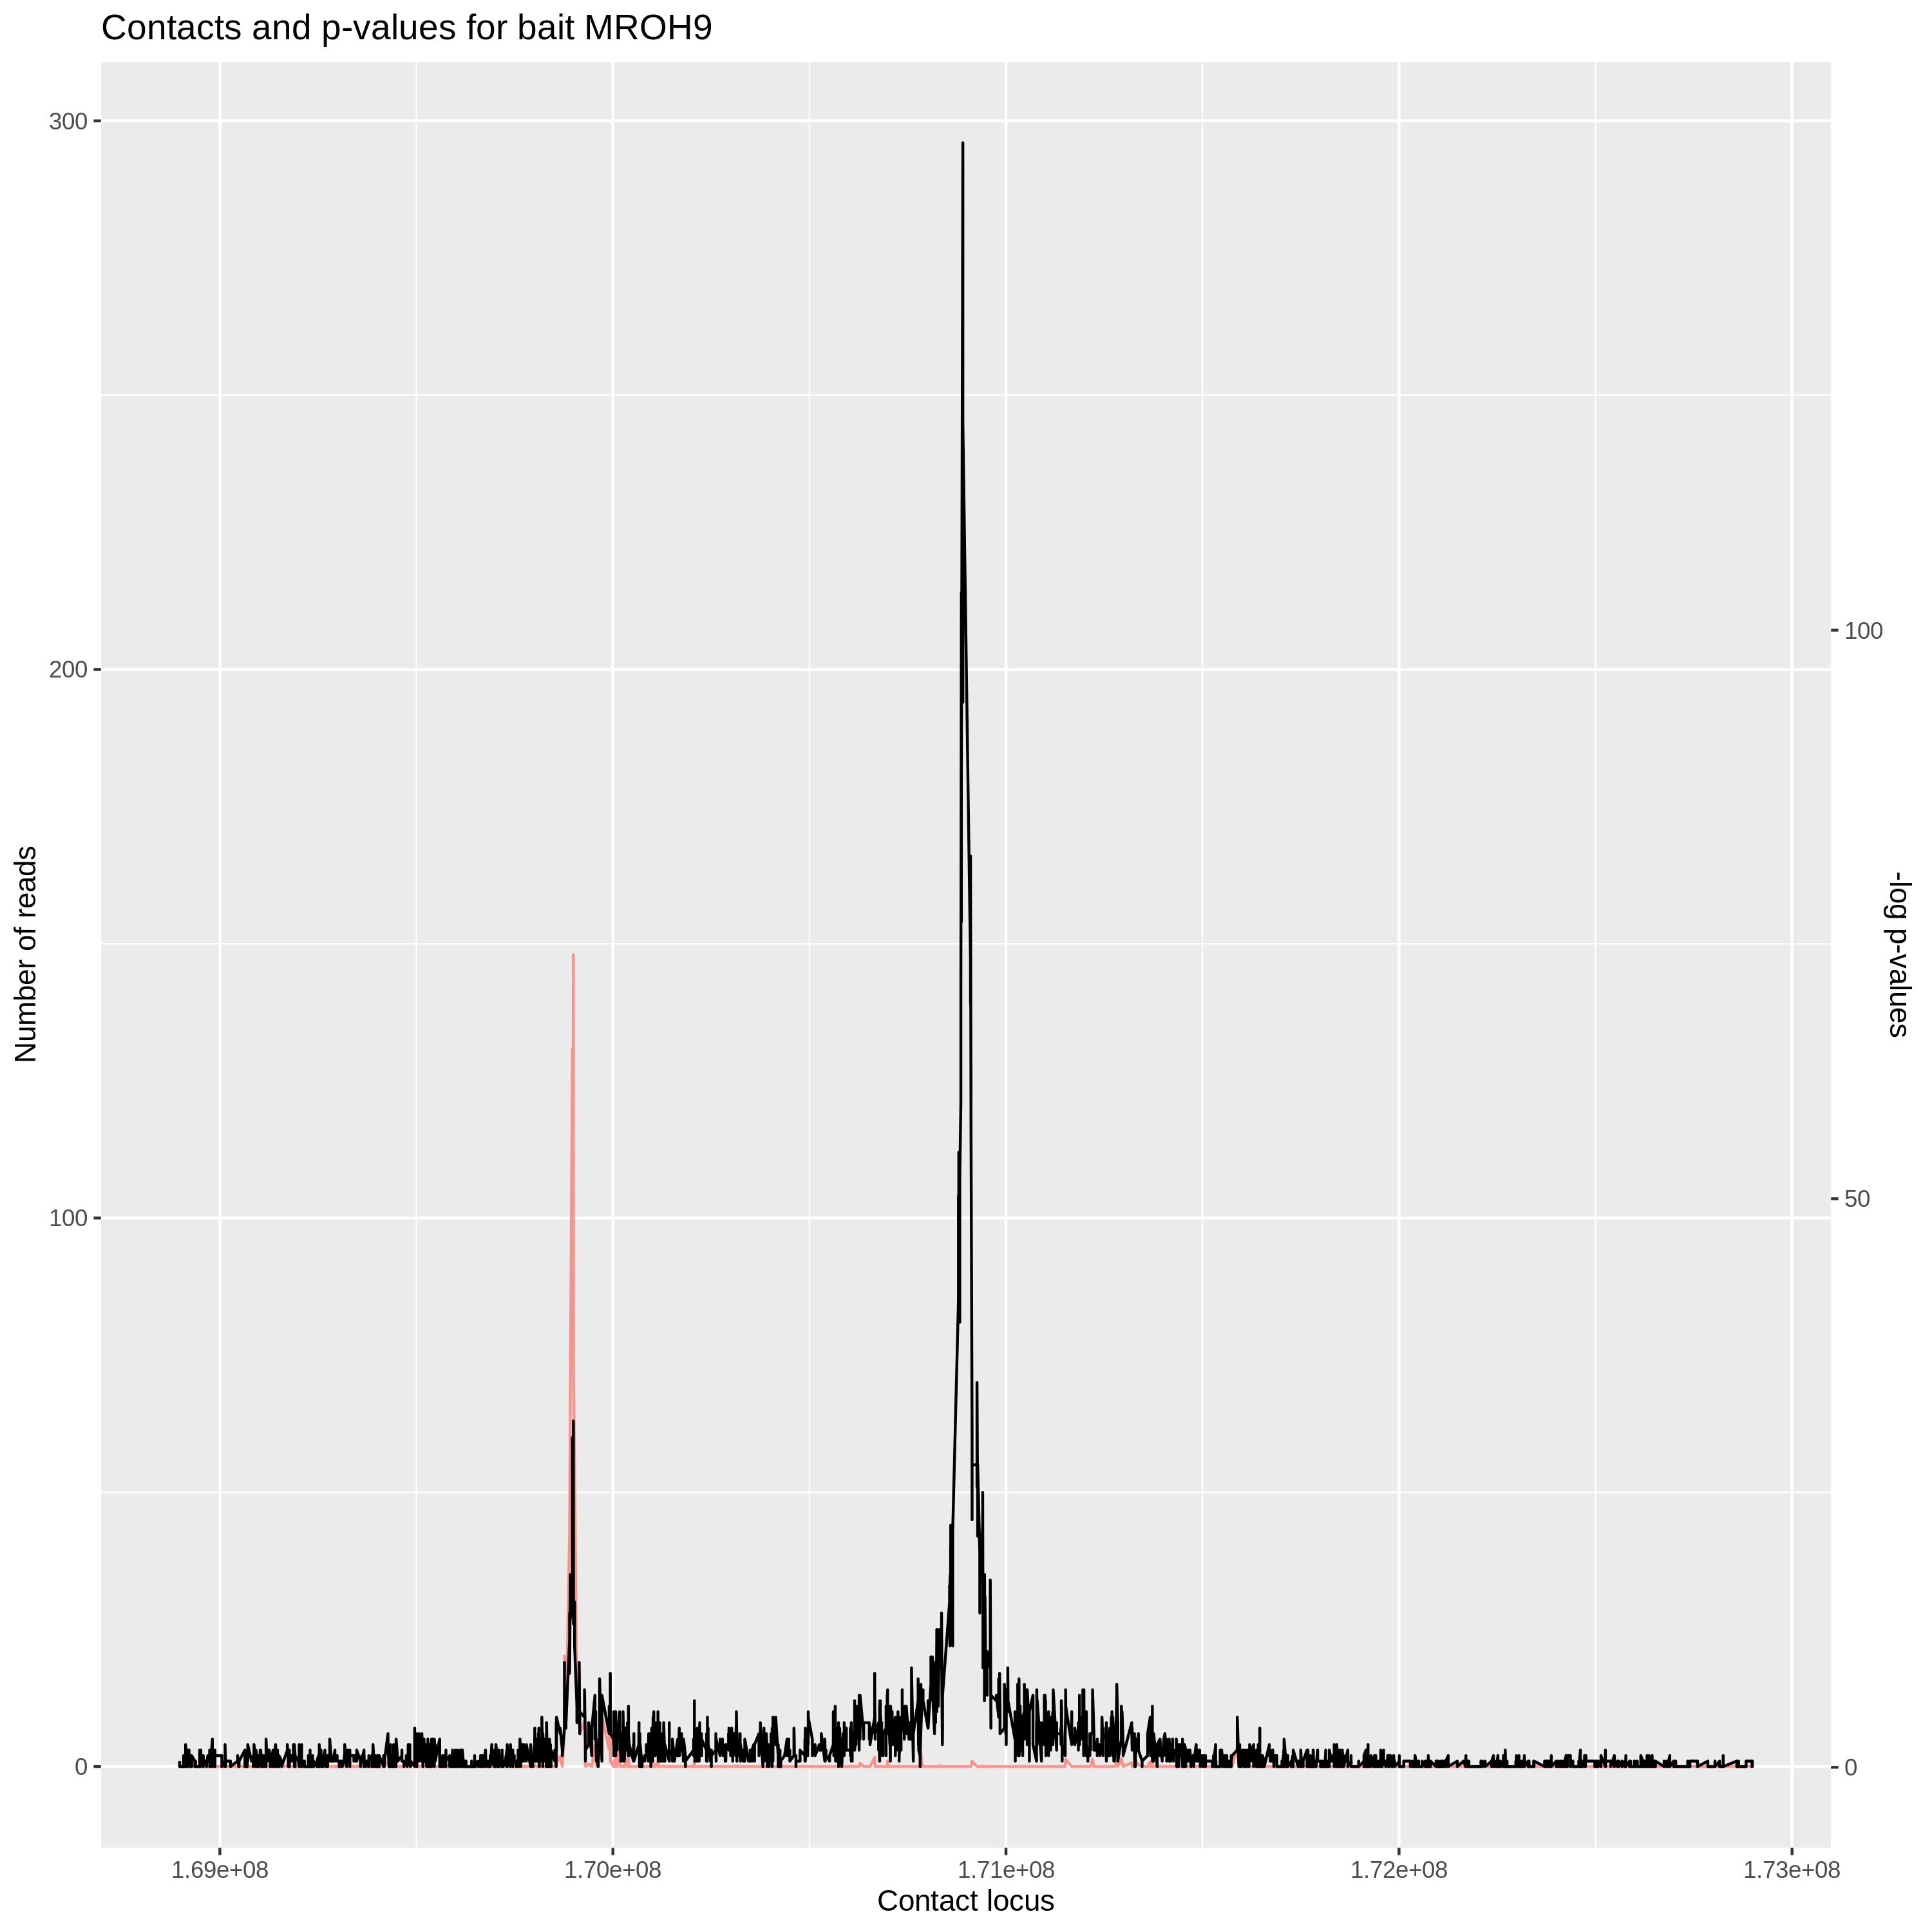 Contacts and p-values for bait MROH9
300
200
100
0
Number of reads
100
50
0
-log p-values
1.69e+08
1.70e+08
1.71e+08
1.72e+08
1.73e+08
Contact locus